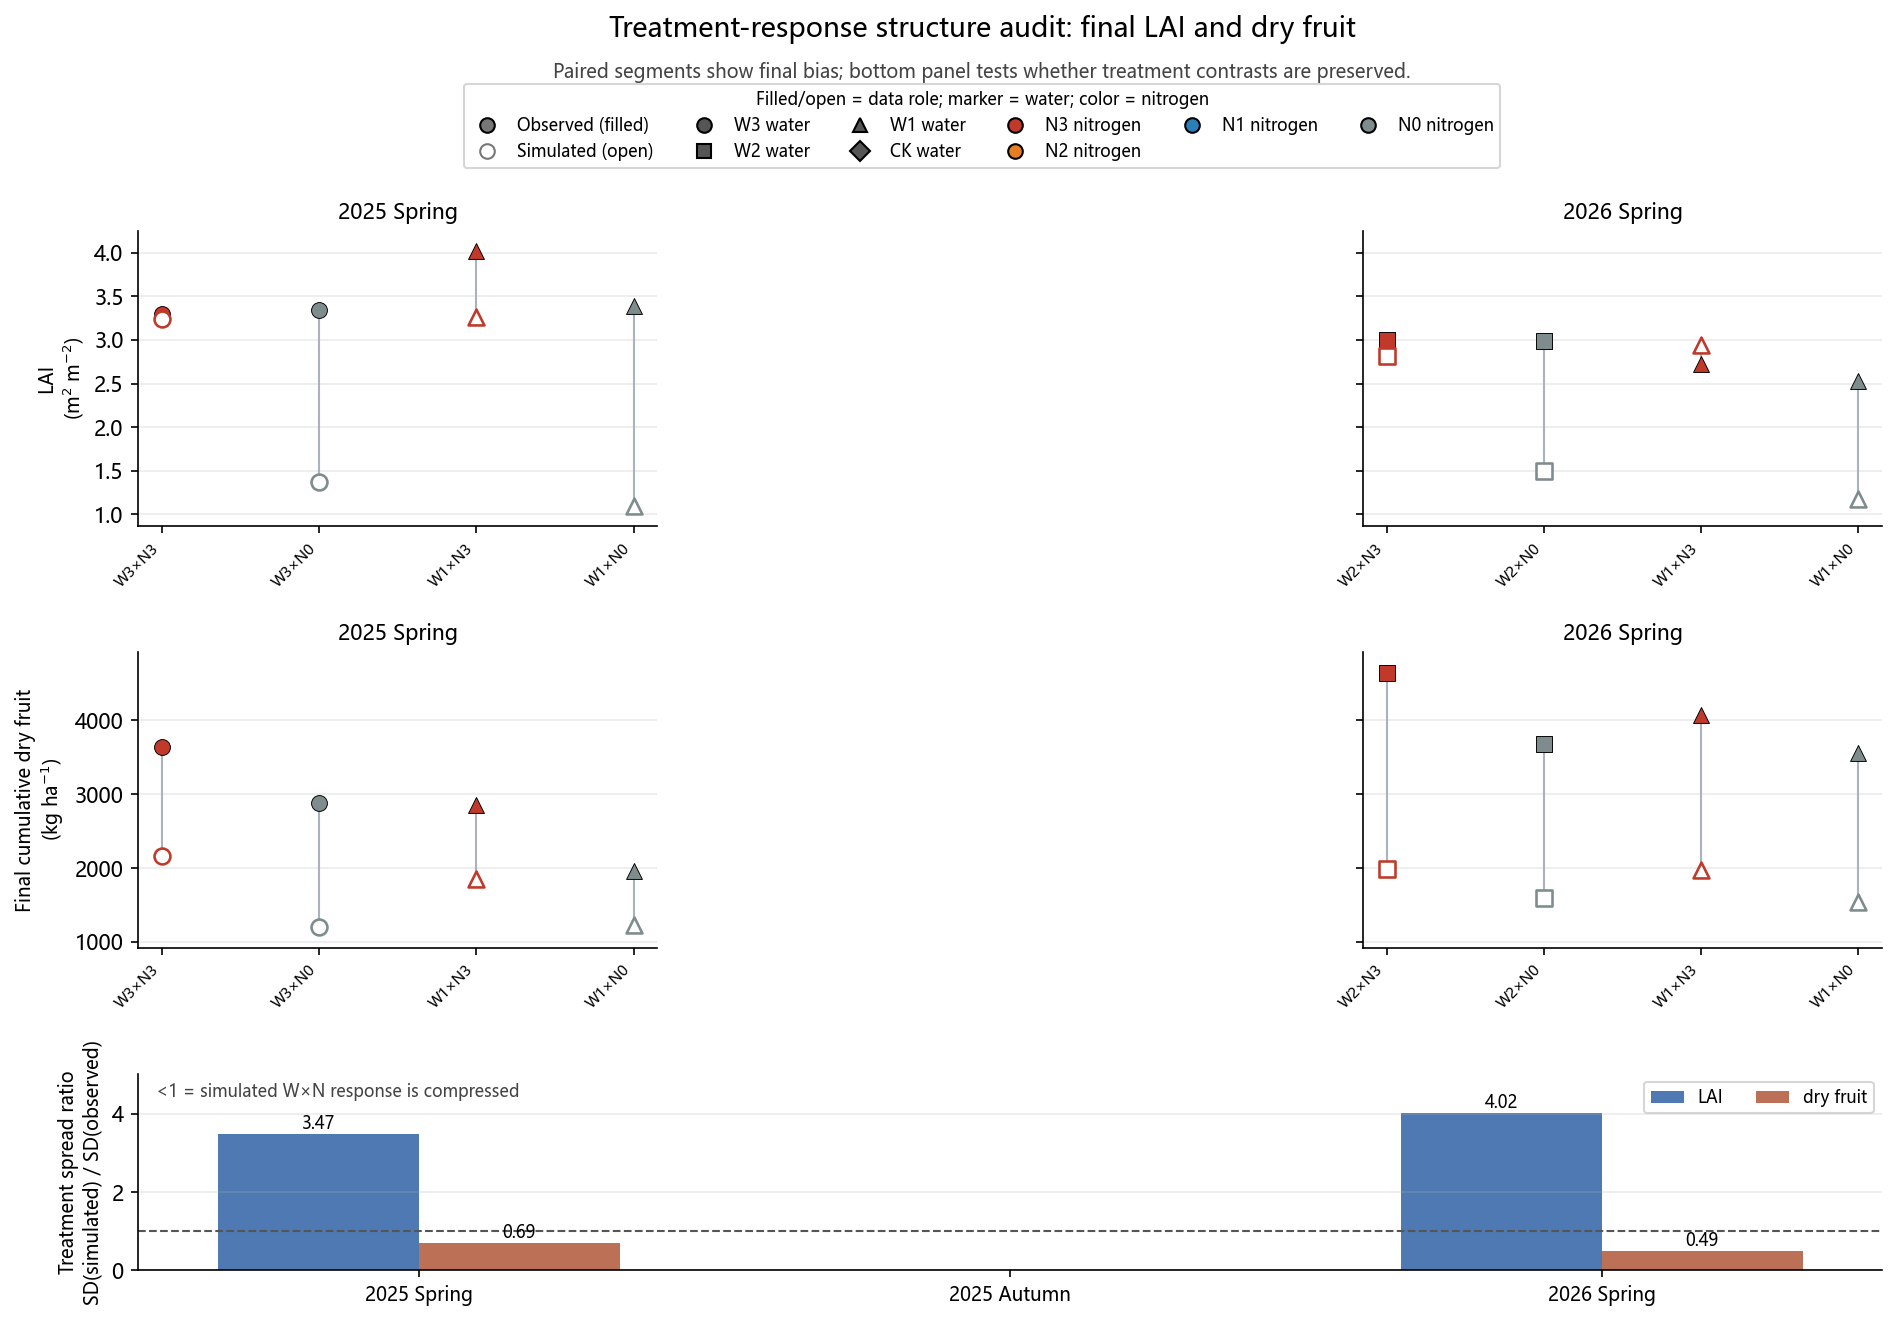 Treatment-response structure audit: final LAI and dry fruit
Paired segments show final bias; bottom panel tests whether treatment contrasts are preserved.
Filled/open = data role; marker = water; color = nitrogen
Observed (filled) W3 water W1 water N3 nitrogen N1 nitrogen N0 nitrogen
Simulated (open) W2 water CK water N2 nitrogen
2025 Spring
LAI
(m² m⁻²)
4.0
3.5
3.0
2.5
2.0
1.5
1.0
W3×N3 W3×N0 W1×N3 W1×N0
2026 Spring
W2×N3 W2×N0 W1×N3 W1×N0
2025 Spring
Final cumulative dry fruit
(kg ha⁻¹)
4000
3000
2000
1000
W3×N3 W3×N0 W1×N3 W1×N0
2026 Spring
W2×N3 W2×N0 W1×N3 W1×N0
Treatment spread ratio
SD(simulated) / SD(observed)
<1 = simulated W×N response is compressed
LAI dry fruit
4
2
0
3.47
0.69
4.02
0.49
2025 Spring 2025 Autumn 2026 Spring